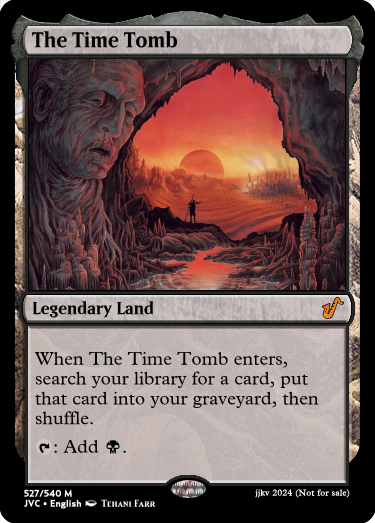 The Time Tomb
Legendary Land
When The Time Tomb enters,
search your library for a card, put
that card into your graveyard, then
shuffle.
: Add .
527/540 M
JVC • English Tehani Farr
jjkv 2024 (Not for sale)